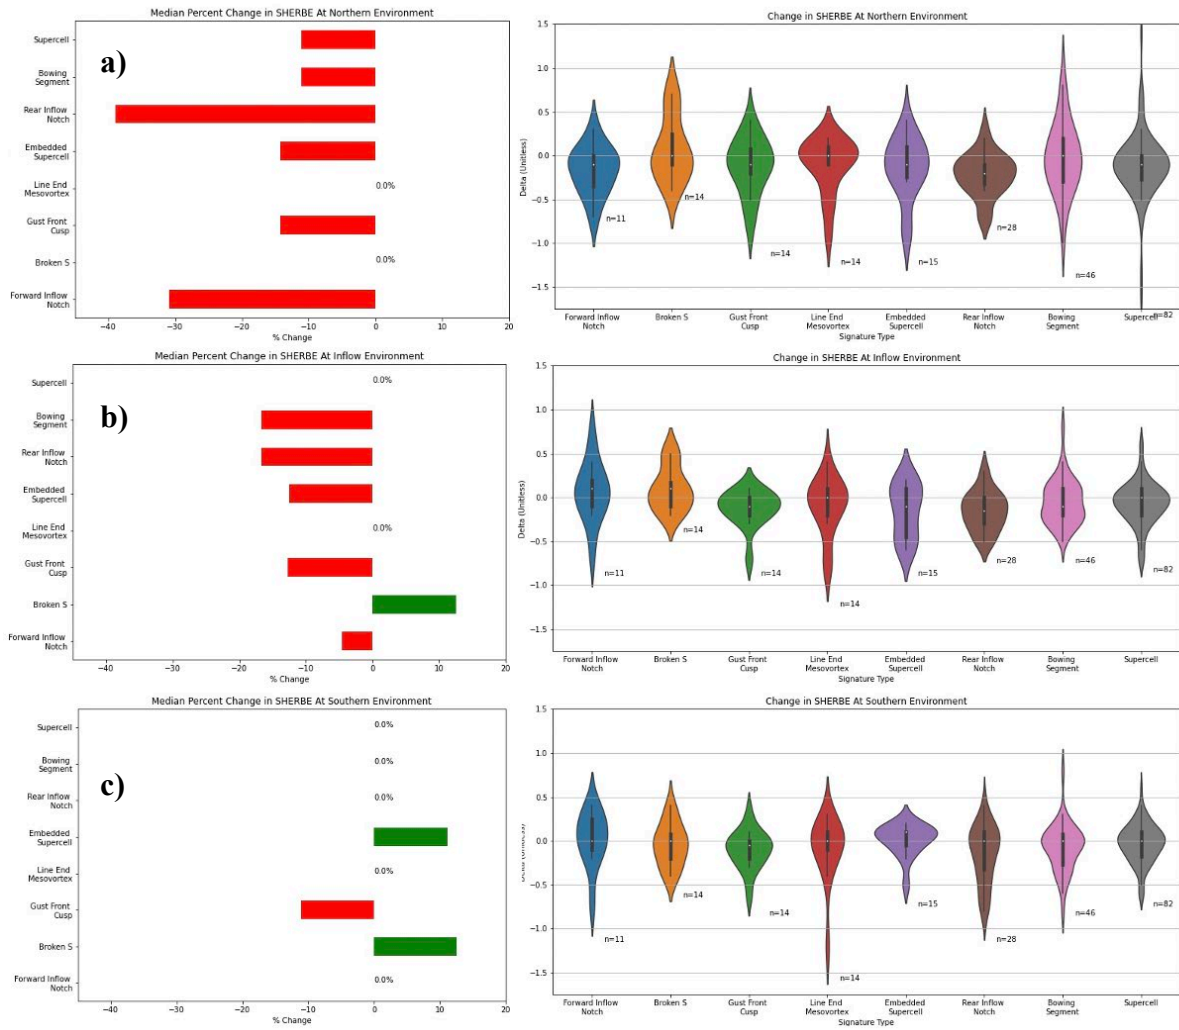 Median Percent Change in SHERBE At Northern Environment
a)
Supercell
Bowing
Segment
Rear Inflow
Notch
Embedded
Supercell
Line End
Mesovortex
0.0%
Gust Front
Cusp
Broken S
0.0%
Forward Inflow
Notch
−40 −30 −20 −10 0 10 20
% Change
Change in SHERBE At Northern Environment
Delta (Unitless)
1.5
1.0
0.5
0.0
−0.5
−1.0
−1.5
n=11
n=14
n=14
n=14
n=15
n=28
n=46
n=82
Forward Inflow Broken S Gust Front Line End Embedded Rear Inflow Bowing Supercell
Notch Cusp Mesovortex Supercell Notch Segment
Signature Type
Median Percent Change in SHERBE At Inflow Environment
b)
Supercell
0.0%
Bowing
Segment
Rear Inflow
Notch
Embedded
Supercell
Line End
Mesovortex
0.0%
Gust Front
Cusp
Broken S
Forward Inflow
Notch
−40 −30 −20 −10 0 10 20
% Change
Change in SHERBE At Inflow Environment
Delta (Unitless)
1.5
1.0
0.5
0.0
−0.5
−1.0
−1.5
n=11
n=14
n=14
n=14
n=15
n=28
n=46
n=82
Forward Inflow Broken S Gust Front Line End Embedded Rear Inflow Bowing Supercell
Notch Cusp Mesovortex Supercell Notch Segment
Signature Type
Median Percent Change in SHERBE At Southern Environment
c)
Supercell
0.0%
Bowing
Segment
0.0%
Rear Inflow
Notch
0.0%
Embedded
Supercell
Line End
Mesovortex
0.0%
Gust Front
Cusp
Broken S
Forward Inflow
Notch
0.0%
−40 −30 −20 −10 0 10 20
% Change
Change in SHERBE At Southern Environment
Delta (Unitless)
1.5
1.0
0.5
0.0
−0.5
−1.0
−1.5
n=11
n=14
n=14
n=14
n=15
n=28
n=46
n=82
Forward Inflow Broken S Gust Front Line End Embedded Rear Inflow Bowing Supercell
Notch Cusp Mesovortex Supercell Notch Segment
Signature Type